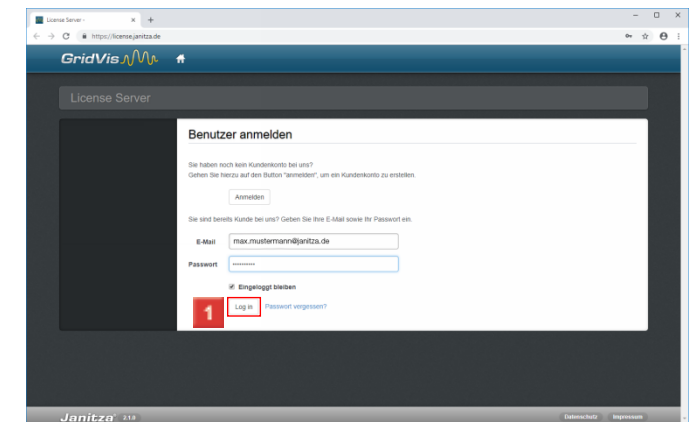 License Server -
https://license.janitza.de
GridVis
License Server
Benutzer anmelden
Sie haben noch kein Kundenkonto bei uns?
Gehen Sie hierzu auf den Button "anmelden", um ein Kundenkonto zu erstellen.
Anmelden
Sie sind bereits Kunde bei uns? Geben Sie Ihre E-Mail sowie Ihr Passwort ein.
E-Mail max.mustermann@janitza.de
Passwort ••••••••••
Eingeloggt bleiben
1 Log in Passwort vergessen?
Janitza® 2.1.0 Datenschutz Impressum